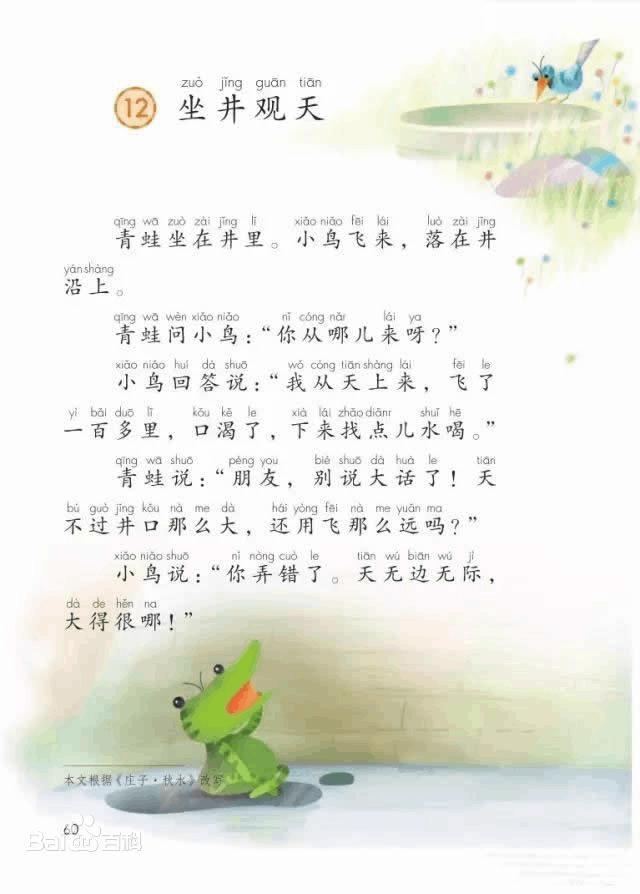 zuò jǐng guān tiān
12 坐井观天
qīng wā zuò zài jǐng lǐ xiǎo niǎo fēi lái luò zài jǐng
青蛙坐在井里。小鸟飞来，落在井
yán shàng
沿上。
qīng wā wèn xiǎo niǎo nǐ cóng nǎr lái ya
青蛙问小鸟：“你从哪儿来呀？”
xiǎo niǎo huí dá shuō wǒ cóng tiān shàng lái fēi le
小鸟回答说：“我从天上来，飞了
yì bǎi duō lǐ kǒu kě le xià lái zhǎo diǎnr shuǐ hē
一百多里，口渴了，下来找点儿水喝。”
qīng wā shuō péng you bié shuō dà huà le tiān
青蛙说：“朋友，别说大话了！天
bú guò jǐng kǒu nà me dà hái yòng fēi nà me yuǎn ma
不过井口那么大，还用飞那么远吗？”
xiǎo niǎo shuō nǐ nòng cuò le tiān wú biān wú jì
小鸟说：“你弄错了。天无边无际，
dà de hěn na
大得很哪！”
本文根据《庄子·秋水》改写
60
Baidu百科